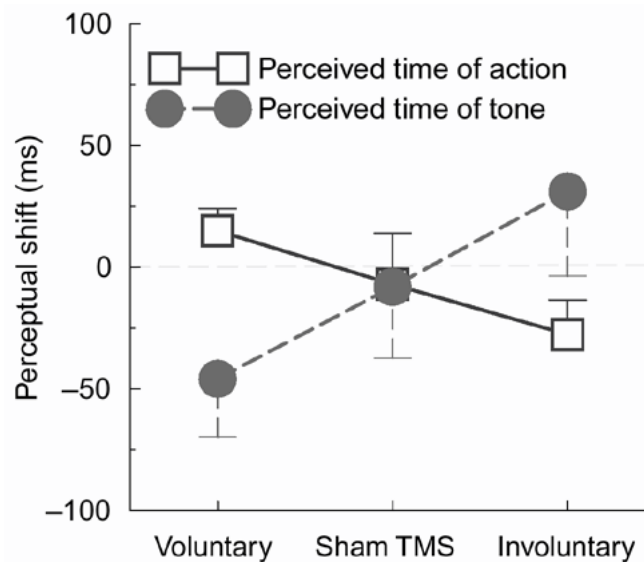 100
Perceived time of action
Perceived time of tone
50
0
–50
–100
Perceptual shift (ms)
Voluntary Sham TMS Involuntary